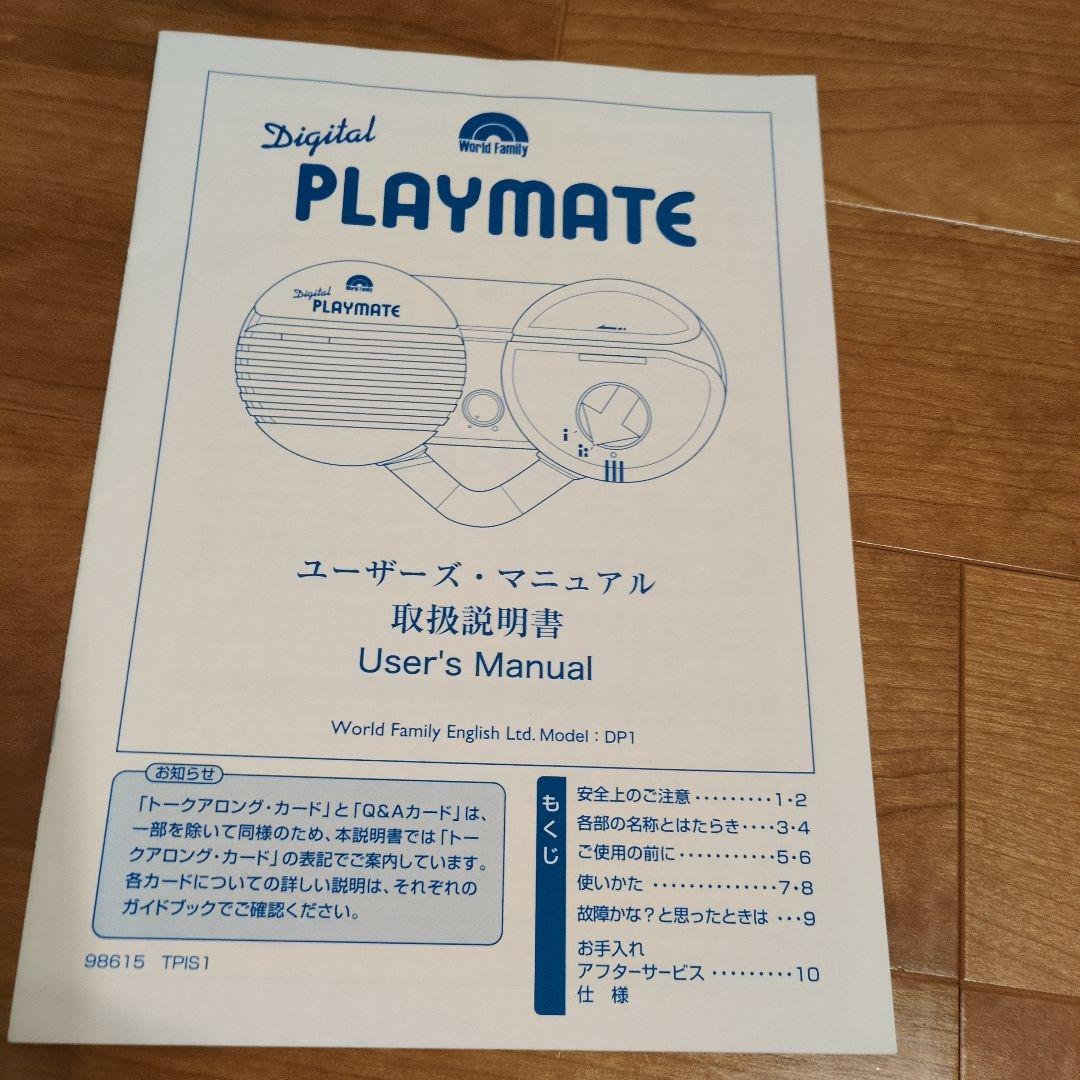 Digital
World Family
PLAYMATE
World Family
Digital
PLAYMATE
ユーザーズ・マニュアル
取扱説明書
User's Manual
World Family English Ltd. Model : DP1
お知らせ
「トークアロング・カード」と「Q&Aカード」は、
一部を除いて同様のため、本説明書では「トー
クアロング・カード」の表記でご案内しています。
各カードについての詳しい説明は、それぞれの
ガイドブックでご確認ください。
98615 TPIS1
もくじ
安全上のご注意・・・・・・・・・1・2
各部の名称とはたらき・・・・3・4
ご使用の前に・・・・・・・・・・・5・6
使いかた・・・・・・・・・・・・・・7・8
故障かな?と思ったときは・・・9
お手入れ
アフターサービス・・・・・・・・・10
仕 様